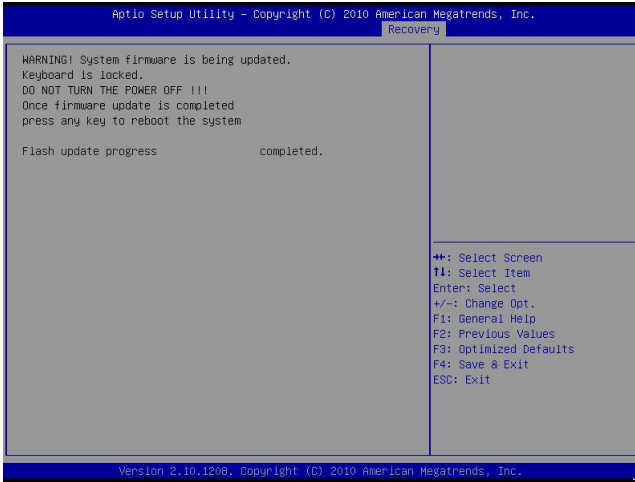 Aptio Setup Utility – Copyright (C) 2010 American Megatrends, Inc.
Recovery
WARNING! System firmware is being updated.
Keyboard is locked.
DO NOT TURN THE POWER OFF !!!
Once firmware update is completed
press any key to reboot the system
Flash update progress completed.
→←: Select Screen
↑↓: Select Item
Enter: Select
+/-: Change Opt.
F1: General Help
F2: Previous Values
F3: Optimized Defaults
F4: Save & Exit
ESC: Exit
Version 2.10.1208. Copyright (C) 2010 American Megatrends, Inc.